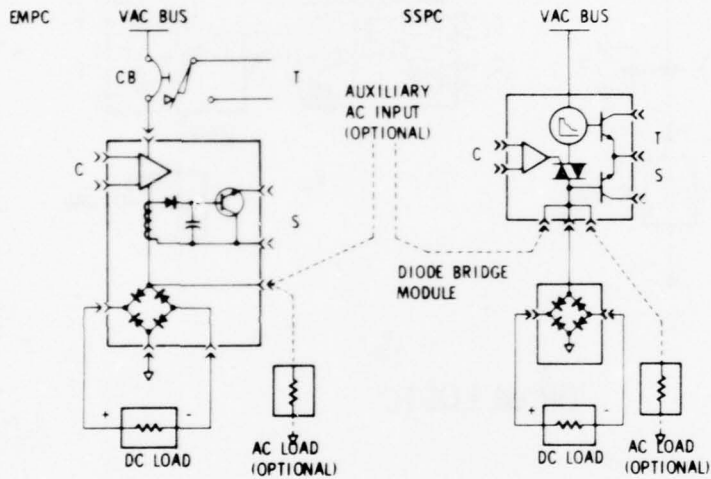 EMPC
VAC BUS
SSPC
VAC BUS
CB
T
AUXILIARY
AC INPUT
(OPTIONAL)
C
S
C
T
S
DIODE BRIDGE
MODULE
+
-
DC LOAD
AC LOAD
(OPTIONAL)
+
-
DC LOAD
AC LOAD
(OPTIONAL)